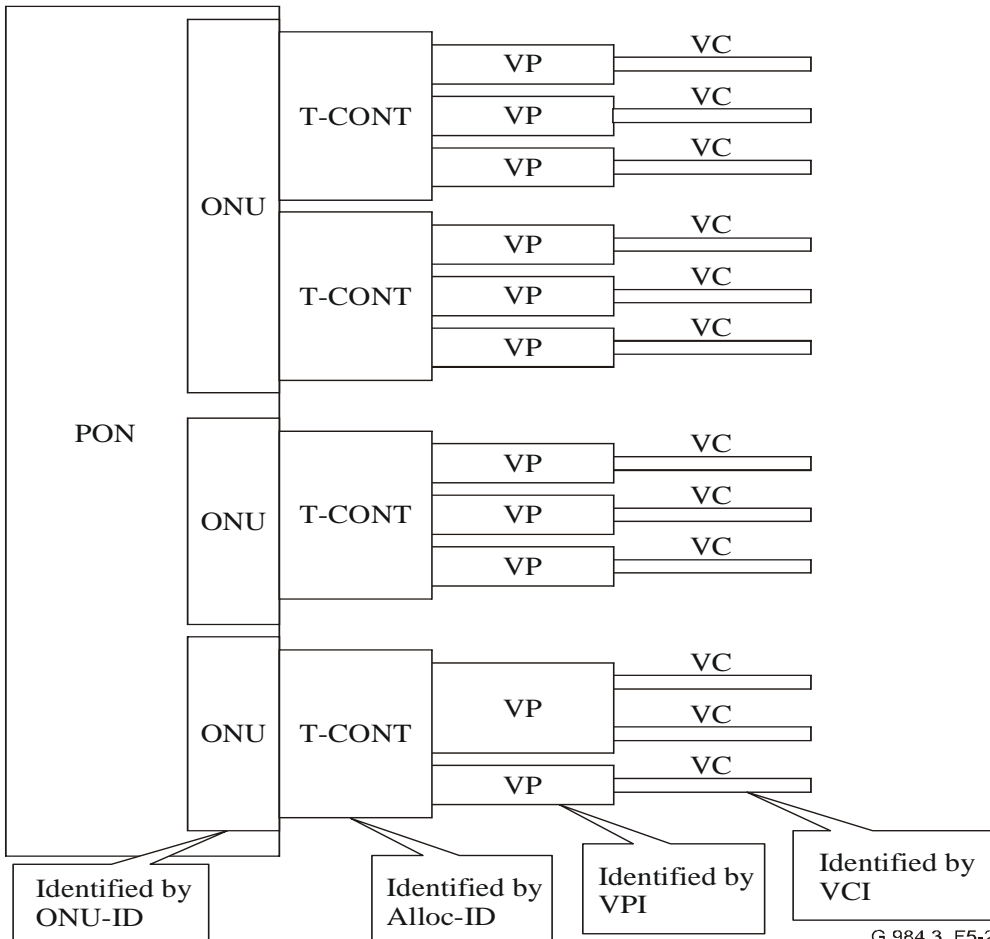 VC
VP
VC
T-CONT
VP
VC
VP
ONU
VC
VP
VC
T-CONT
VP
VC
VP
PON
VC
VP
VC
ONU
T-CONT
VP
VC
VP
VC
VP
VC
ONU
T-CONT
VC
VP
Identified by
ONU-ID
Identified by
Alloc-ID
Identified by
VPI
Identified by
VCI